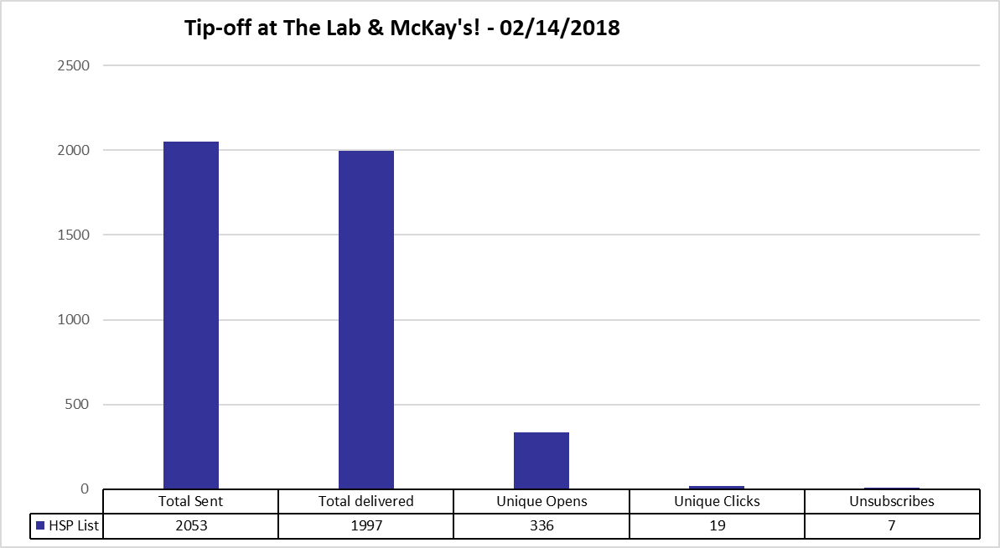 Tip-off at The Lab & McKay's! - 02/14/2018
2500
2000
1500
1000
500
0
Total Sent Total delivered Unique Opens Unique Clicks Unsubscribes
HSP List 2053 1997 336 19 7